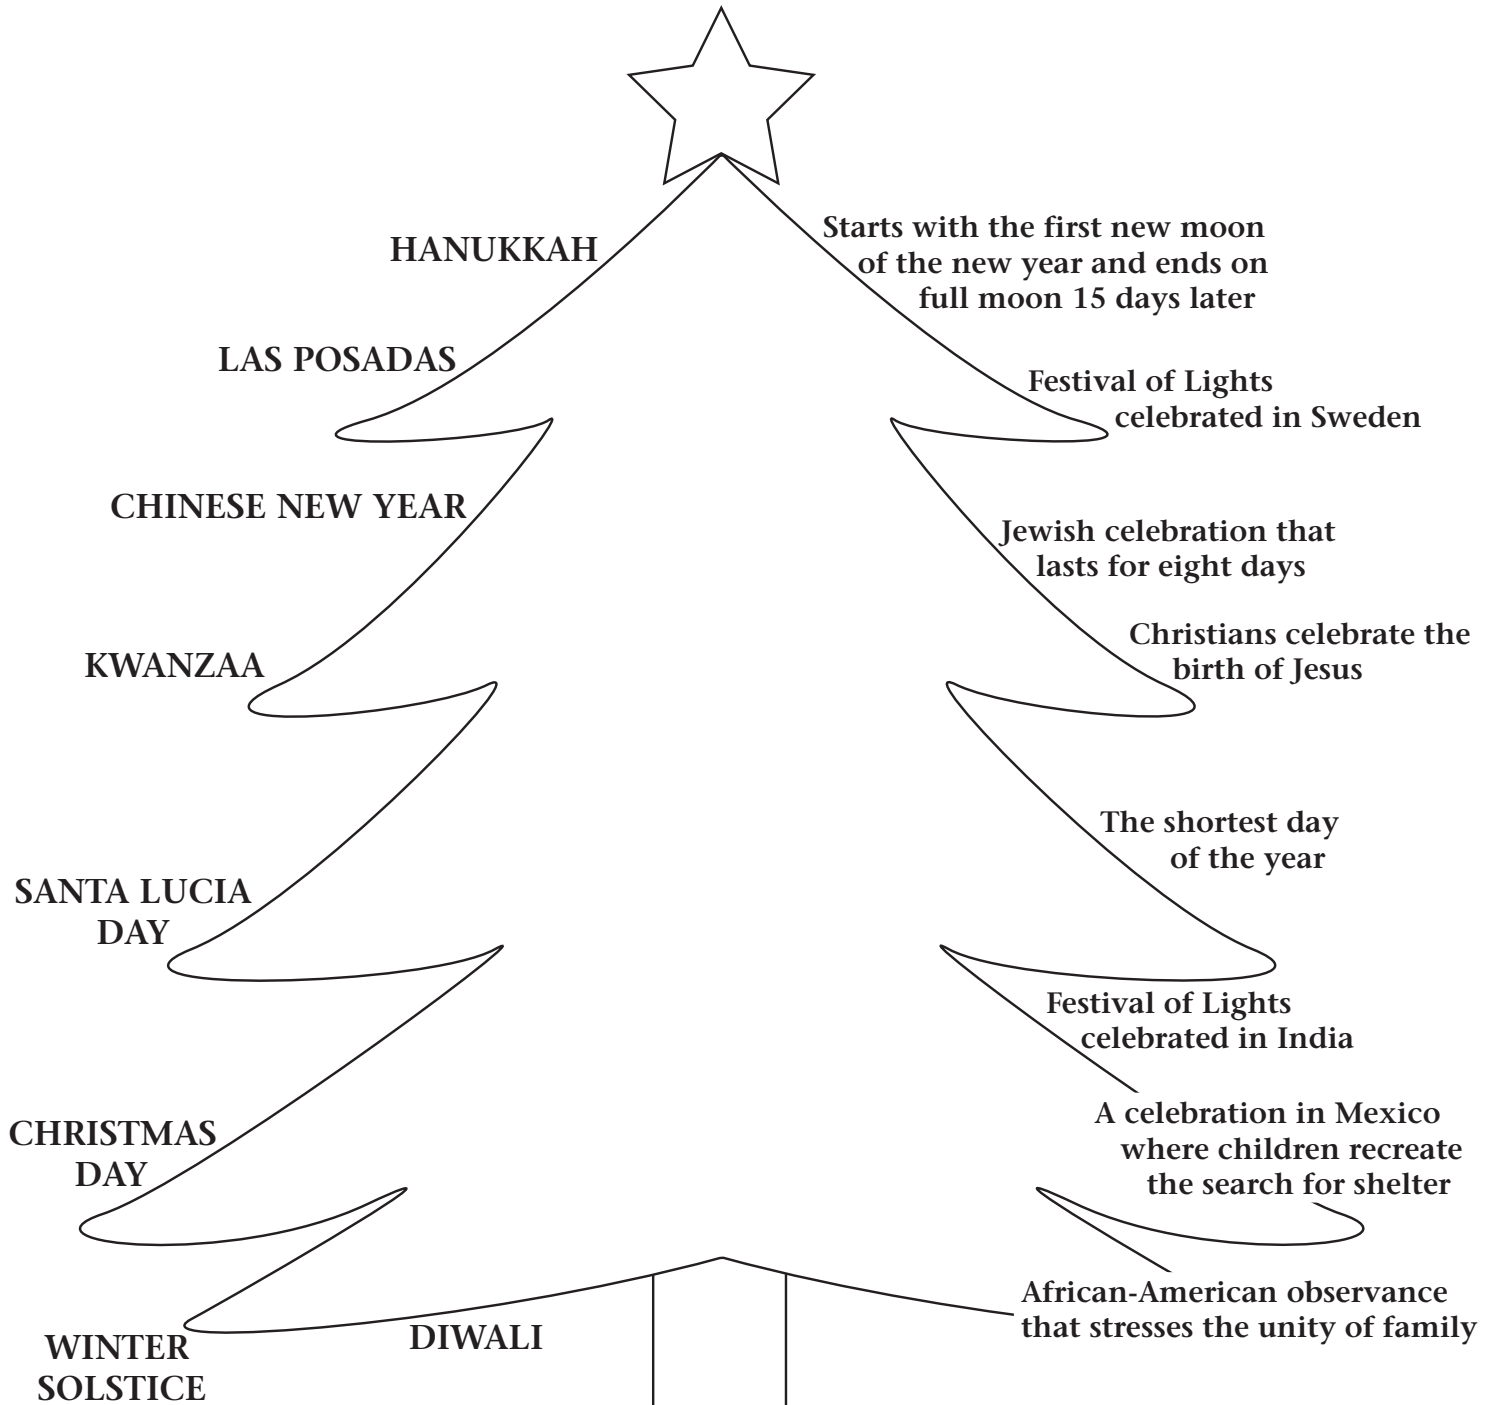 HANUKKAH
LAS POSADAS
CHINESE NEW YEAR
KWANZAA
SANTA LUCIA
DAY
CHRISTMAS
DAY
WINTER
SOLSTICE
DIWALI
Starts with the first new moon
of the new year and ends on
full moon 15 days later
Festival of Lights
celebrated in Sweden
Jewish celebration that
lasts for eight days
Christians celebrate the
birth of Jesus
The shortest day
of the year
Festival of Lights
celebrated in India
A celebration in Mexico
where children recreate
the search for shelter
African-American observance
that stresses the unity of family